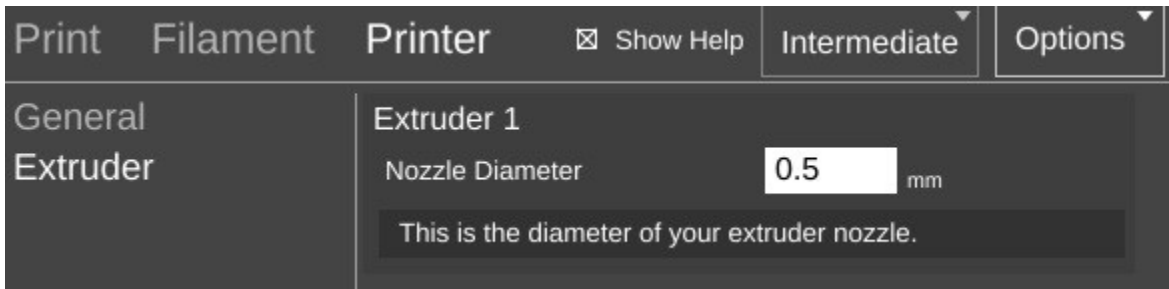 Print Filament Printer Show Help Intermediate Options
General
Extruder
Extruder 1
Nozzle Diameter 0.5 mm
This is the diameter of your extruder nozzle.